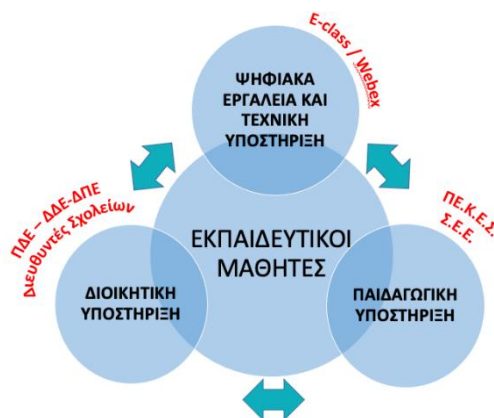 E-class / Webex
ΨΗΦΙΑΚΑ
ΕΡΓΑΛΕΙΑ ΚΑΙ
ΤΕΧΝΙΚΗ
ΥΠΟΣΤΗΡΙΞΗ
ΠΔΕ – ΔΔΕ-ΔΠΕ
Διευθυντές Σχολείων
ΠΕ.Κ.Ε.Σ.
Σ.Ε.Ε.
ΕΚΠΑΙΔΕΥΤΙΚΟΙ
ΜΑΘΗΤΕΣ
ΔΙΟΙΚΗΤΙΚΗ
ΥΠΟΣΤΗΡΙΞΗ
ΠΑΙΔΑΓΩΓΙΚΗ
ΥΠΟΣΤΗΡΙΞΗ